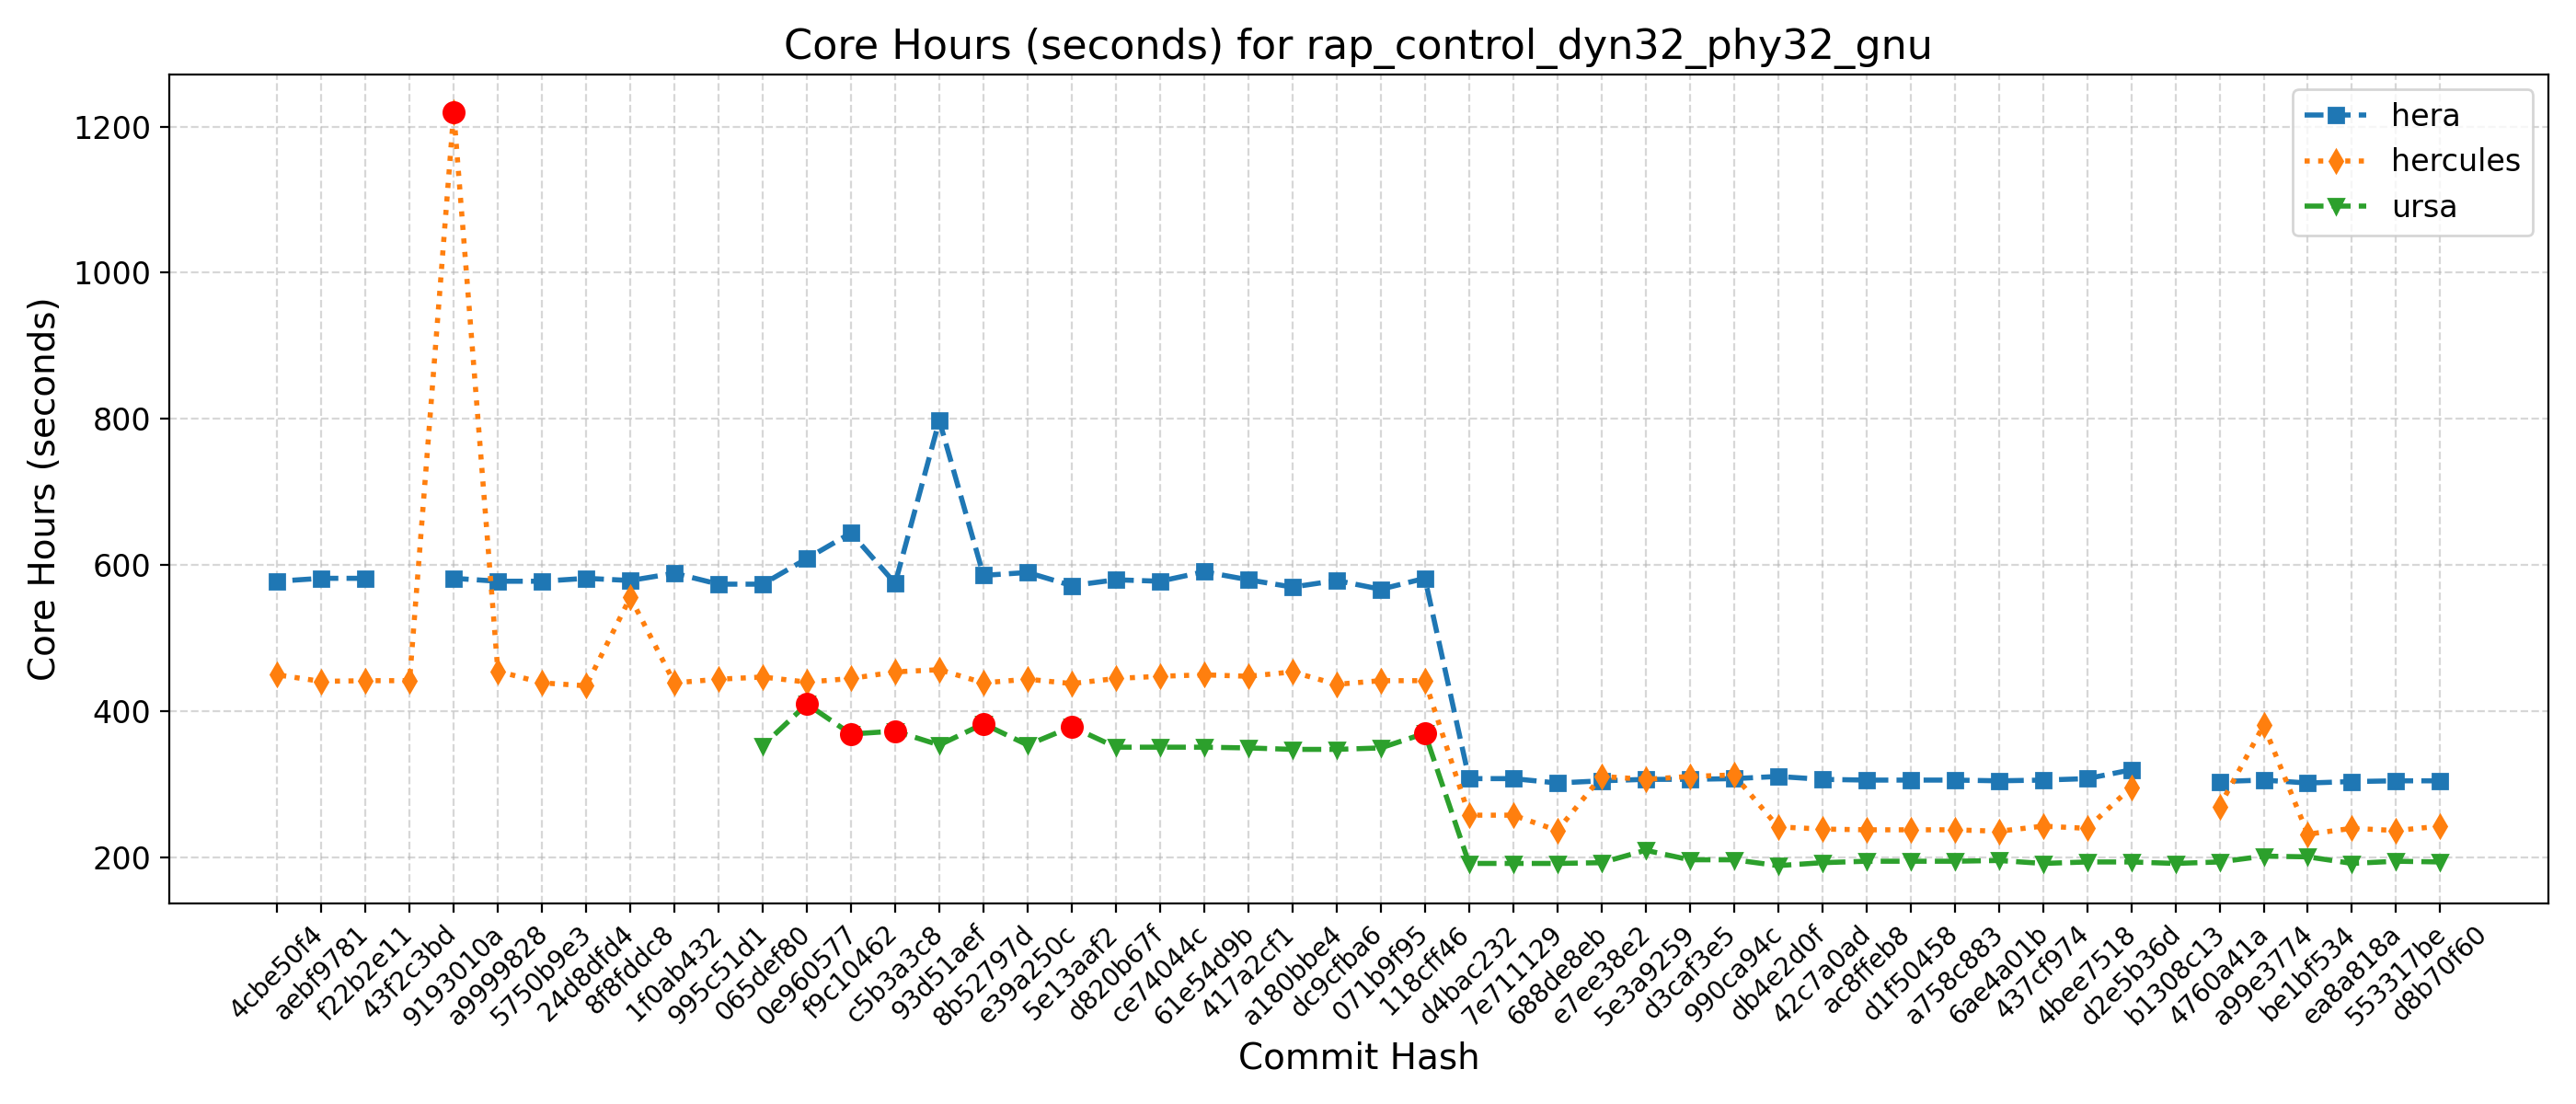 Core Hours (seconds) for rap_control_dyn32_phy32_gnu
Core Hours (seconds)
1200
1000
800
600
400
200
hera
hercules
ursa
4cbe50f4
aebf9781
f22b2e11
43f2c3bd
9193010a
a9999828
5750b9e3
24d8dfd4
8f8fddc8
1f0ab432
995c51d1
065def80
0e960577
f9c10462
c5b3a3c8
93d51aef
8b52797d
e39a250c
5e13aaf2
d820b67f
ce74044c
61e54d9b
417a2cf1
a180bbe4
dc9cfba6
071b9f95
118cff46
d4bac232
7e711129
688de8eb
e7ee38e2
5e3a9259
d3caf3e5
990ca94c
db4e2d0f
42c7a0ad
ac8ffeb8
d1f50458
a758c883
6ae4a01b
437cf974
4bee7518
d2e5b36d
b1308c13
4760a41a
a99e3774
be1bf534
ea8a818a
553317be
d8b70f60
Commit Hash